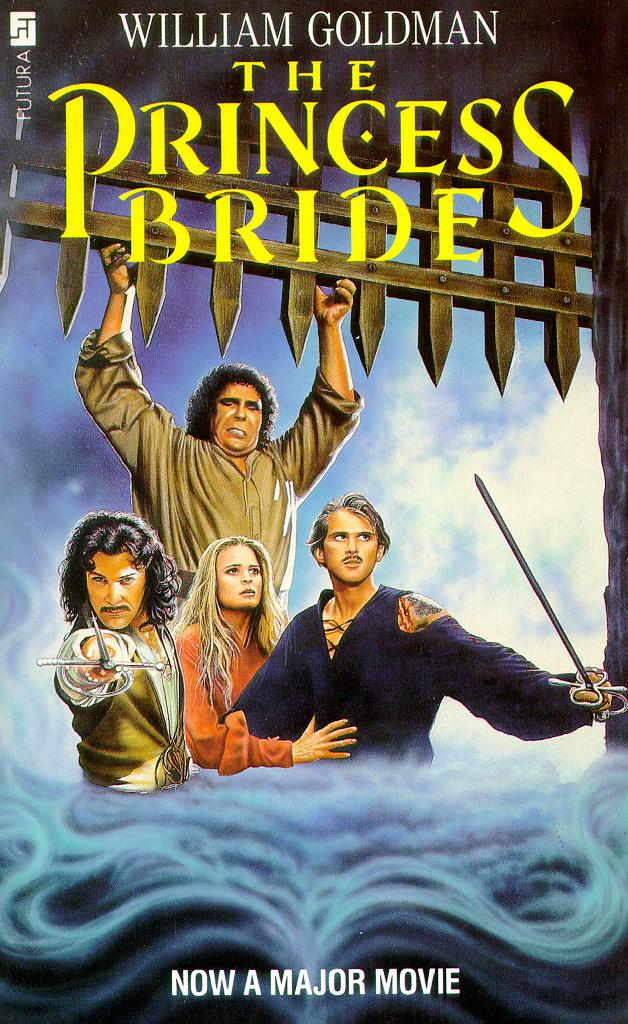 FUTURA
WILLIAM GOLDMAN
THE
PRINCESS
BRIDE
NOW A MAJOR MOVIE